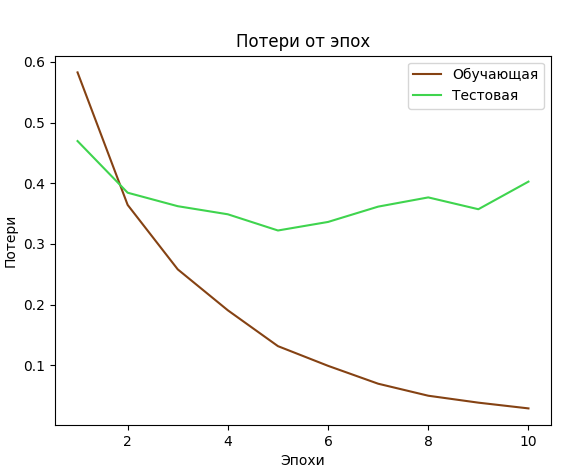 Потери от эпох
Обучающая
Тестовая
Потери
0.6
0.5
0.4
0.3
0.2
0.1
2 4 6 8 10
Эпохи